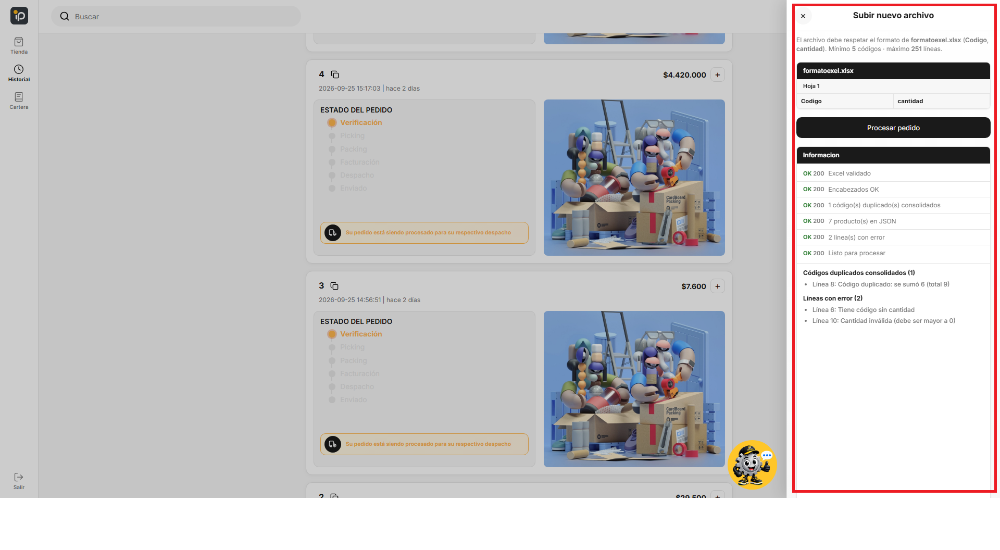 ip
Buscar
Tienda
Historial
Cartera
Salir
4
$4.420.000
+
2026-09-25 15:17:03 | hace 2 días
ESTADO DEL PEDIDO
Verificación
Picking
Packing
Facturación
Despacho
Enviado
Su pedido está siendo procesado para su respectivo despacho
CardBoard
Packing
3
$7.600
+
2026-09-25 14:56:51 | hace 2 días
ESTADO DEL PEDIDO
Verificación
Picking
Packing
Facturación
Despacho
Enviado
Su pedido está siendo procesado para su respectivo despacho
CardBoard
Packing
2
$29.500
+
×
Subir nuevo archivo
El archivo debe respetar el formato de formatoexel.xlsx (Codigo,
cantidad). Mínimo 5 códigos · máximo 251 líneas.
formatoexel.xlsx
Hoja 1
Codigo
cantidad
Procesar pedido
Informacion
OK 200 Excel validado
OK 200 Encabezados OK
OK 200 1 código(s) duplicado(s) consolidados
OK 200 7 producto(s) en JSON
OK 200 2 línea(s) con error
OK 200 Listo para procesar
Códigos duplicados consolidados (1)
• Línea 8: Código duplicado: se sumó 6 (total 9)
Líneas con error (2)
• Línea 6: Tiene código sin cantidad
• Línea 10: Cantidad inválida (debe ser mayor a 0)